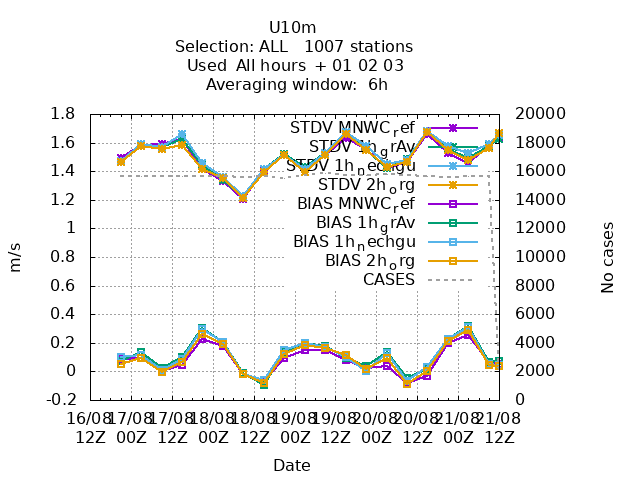 U10m
Selection: ALL 1007 stations
Used All hours + 01 02 03
Averaging window: 6h
m/s
No cases
1.8
1.6
1.4
1.2
1
0.8
0.6
0.4
0.2
0
-0.2
20000
18000
16000
14000
12000
10000
8000
6000
4000
2000
0
STDV MNWC_ref
STDV 1h_grAv
STDV 1h_nechgu
STDV 2h_org
BIAS MNWC_ref
BIAS 1h_grAv
BIAS 1h_nechgu
BIAS 2h_org
CASES
16/08 17/08 17/08 18/08 18/08 19/08 19/08 20/08 20/08 21/08 21/08
12Z 00Z 12Z 00Z 12Z 00Z 12Z 00Z 12Z 00Z 12Z
Date